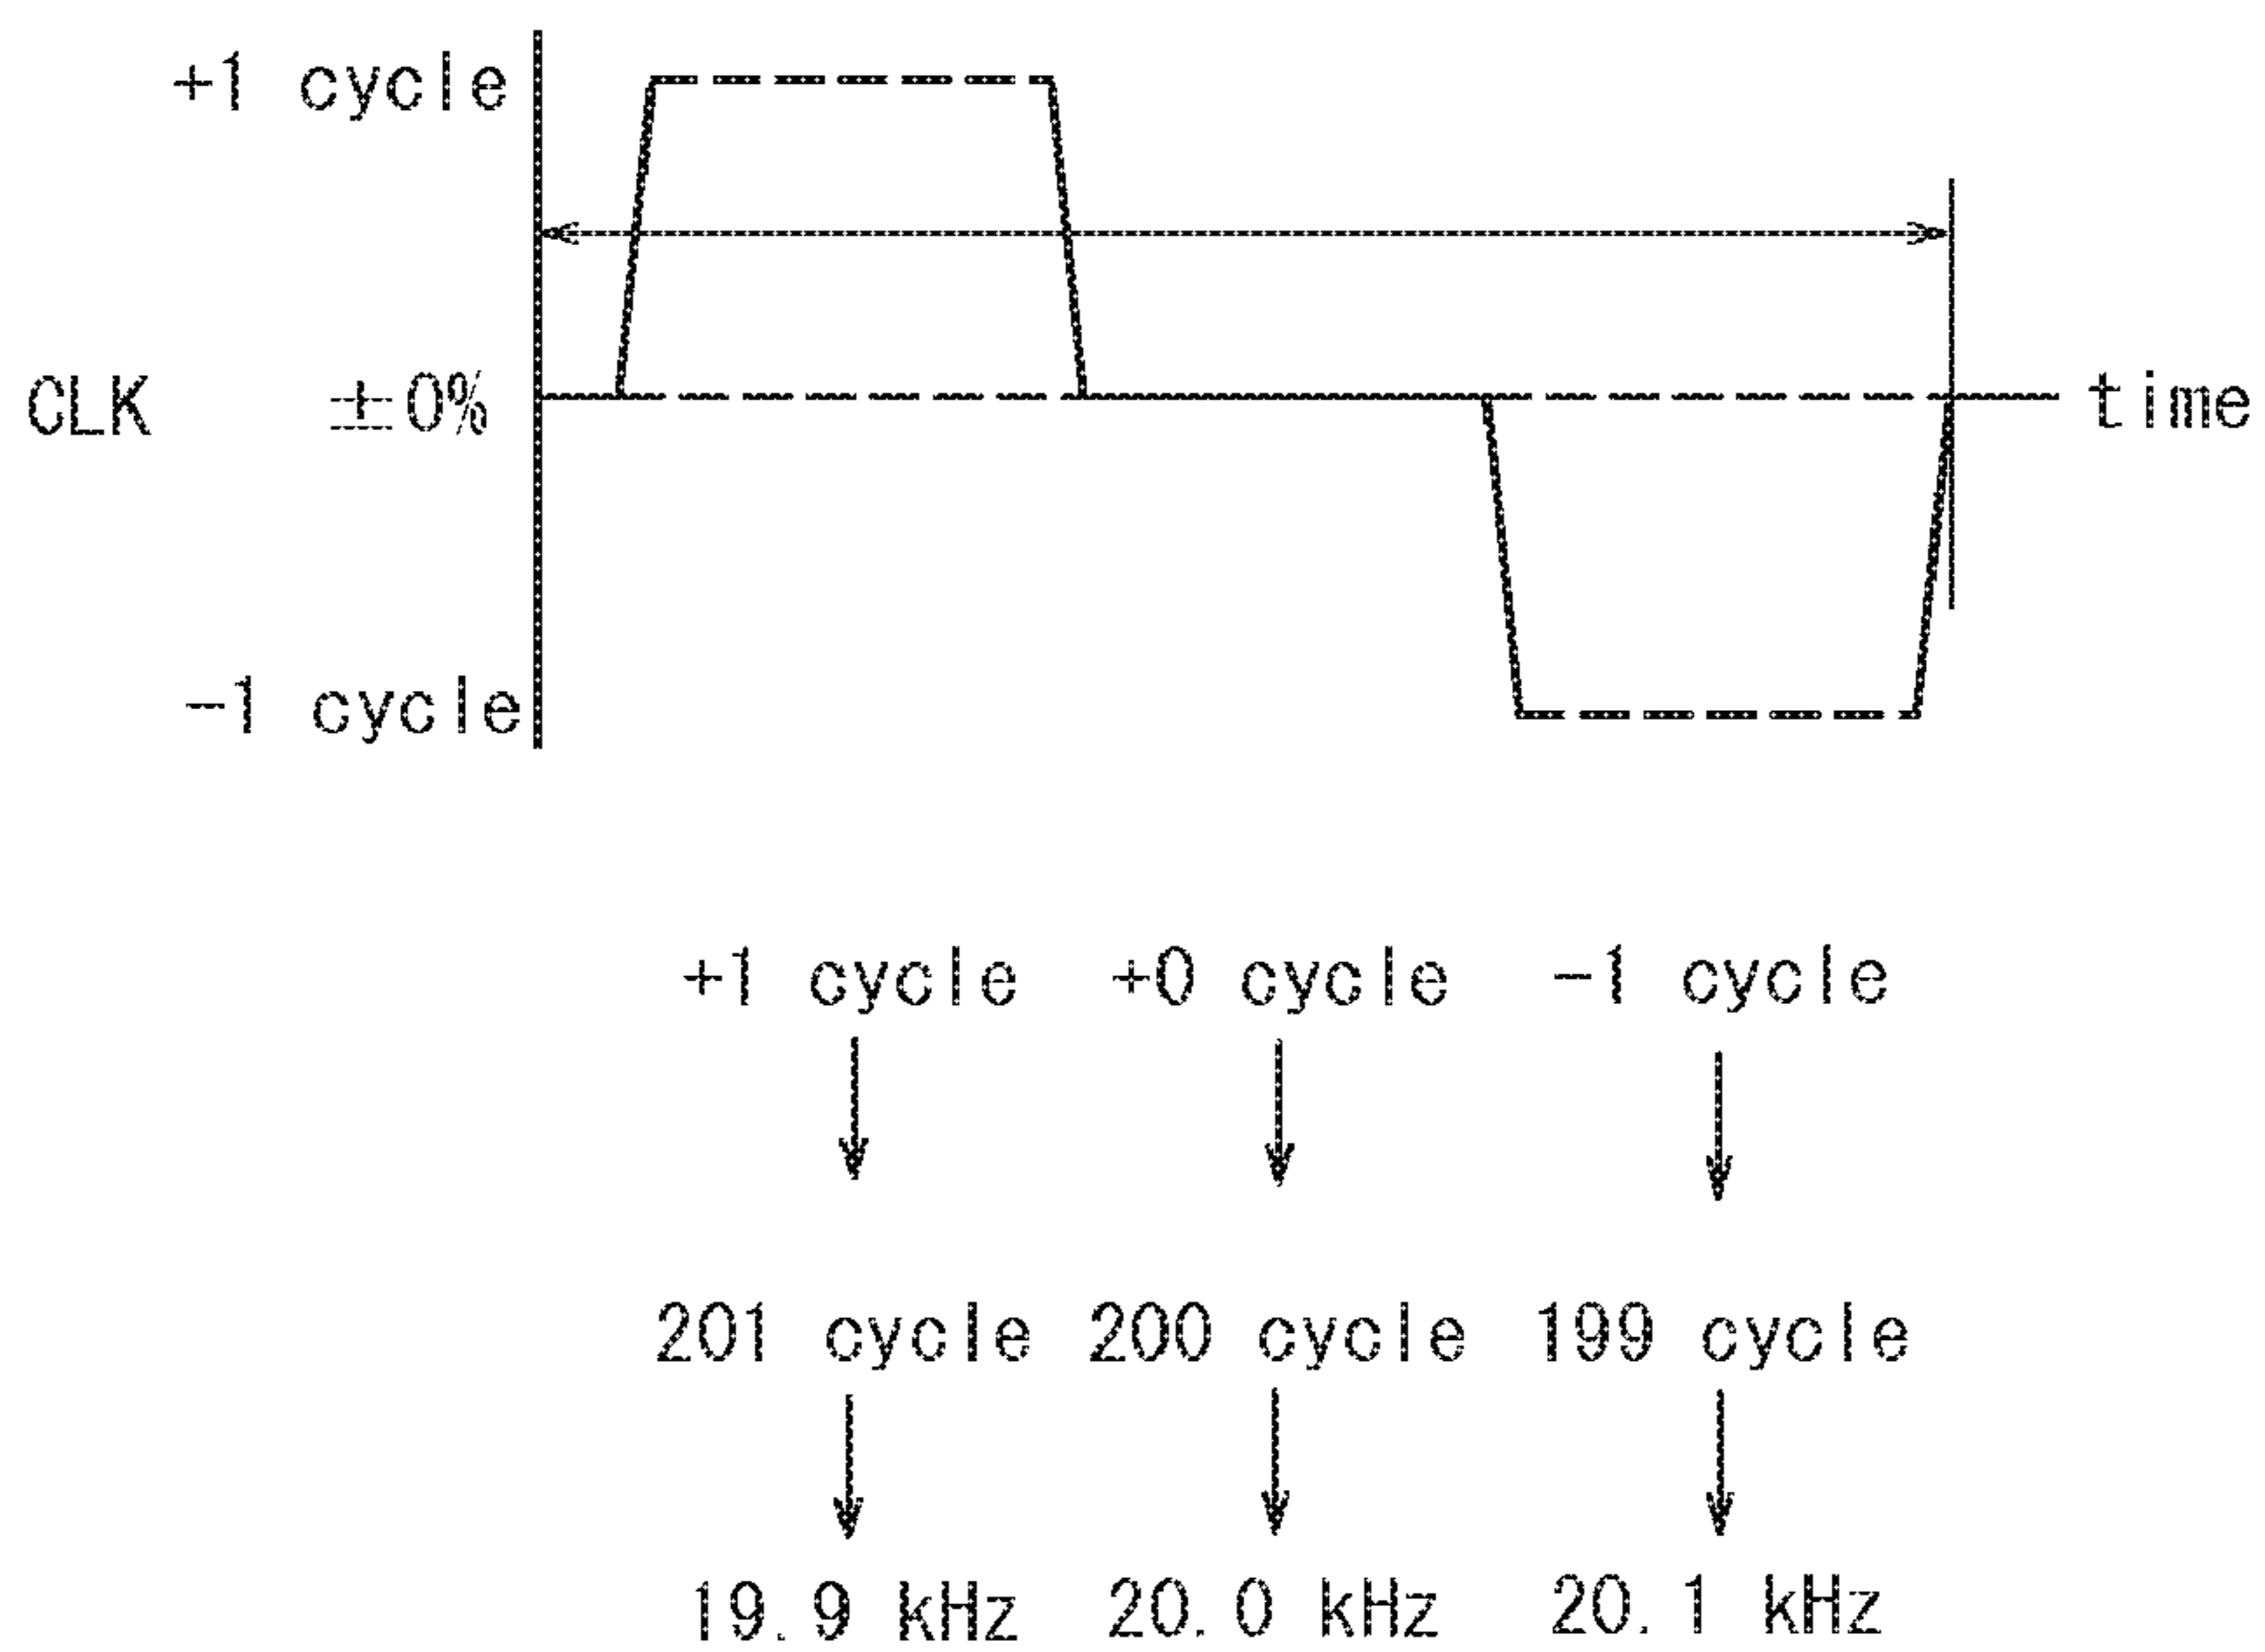 +1 cycle
CLK ±0% time
-1 cycle
+1 cycle +0 cycle -1 cycle
201 cycle 200 cycle 199 cycle
19.9 kHz 20.0 kHz 20.1 kHz